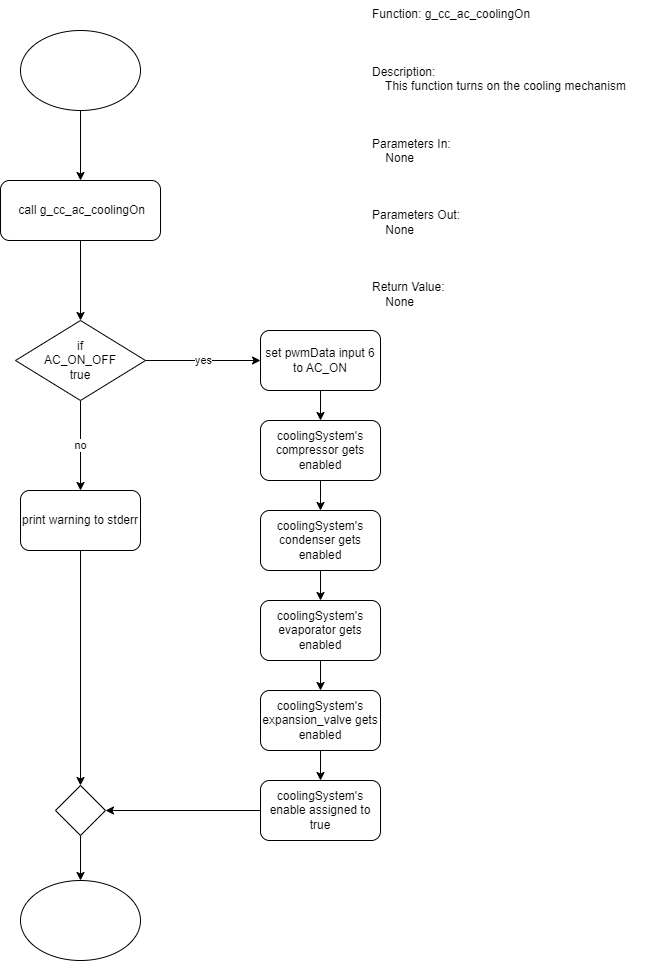 Function: g_cc_ac_coolingOn
Description:
This function turns on the cooling mechanism
Parameters In:
None
Parameters Out:
None
Return Value:
None
call g_cc_ac_coolingOn
if
AC_ON_OFF
true
yes
no
set pwmData input 6
to AC_ON
coolingSystem's
compressor gets
enabled
coolingSystem's
condenser gets
enabled
coolingSystem's
evaporator gets
enabled
coolingSystem's
expansion_valve gets
enabled
coolingSystem's
enable assigned to
true
print warning to stderr